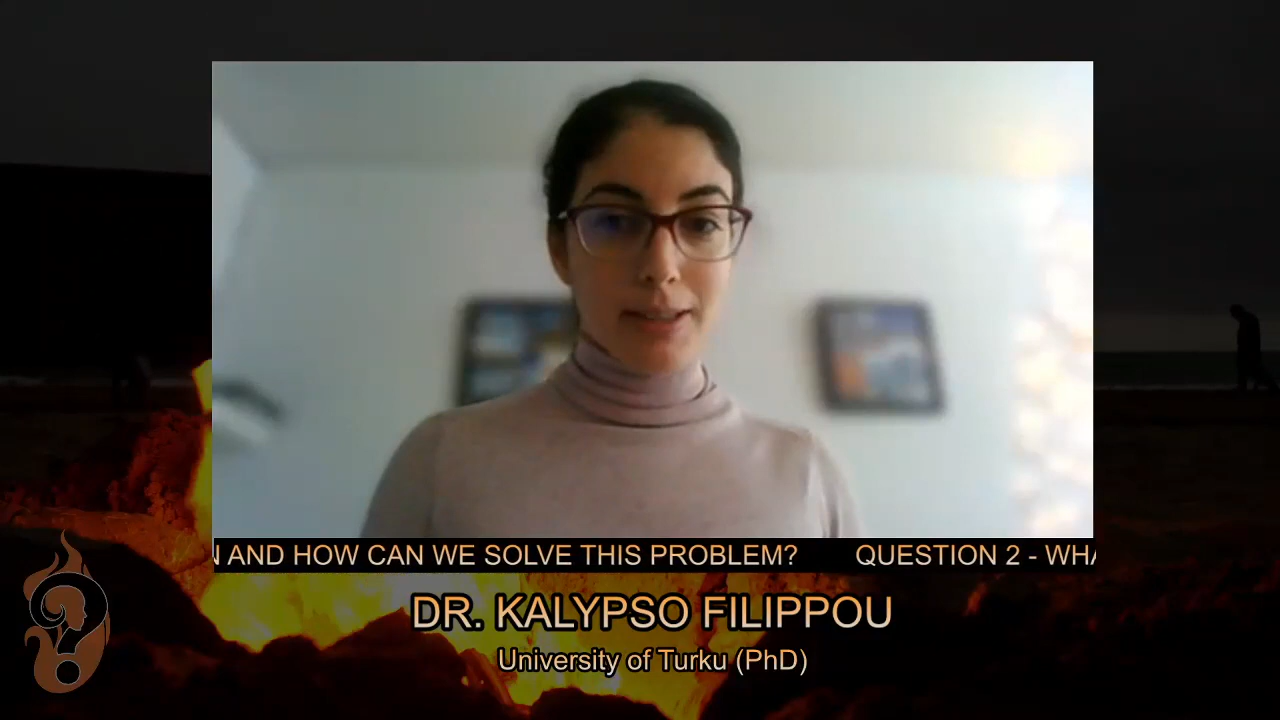 AND HOW CAN WE SOLVE THIS PROBLEM? QUESTION 2 - WHA
DR. KALYPSO FILIPPOU
University of Turku (PhD)